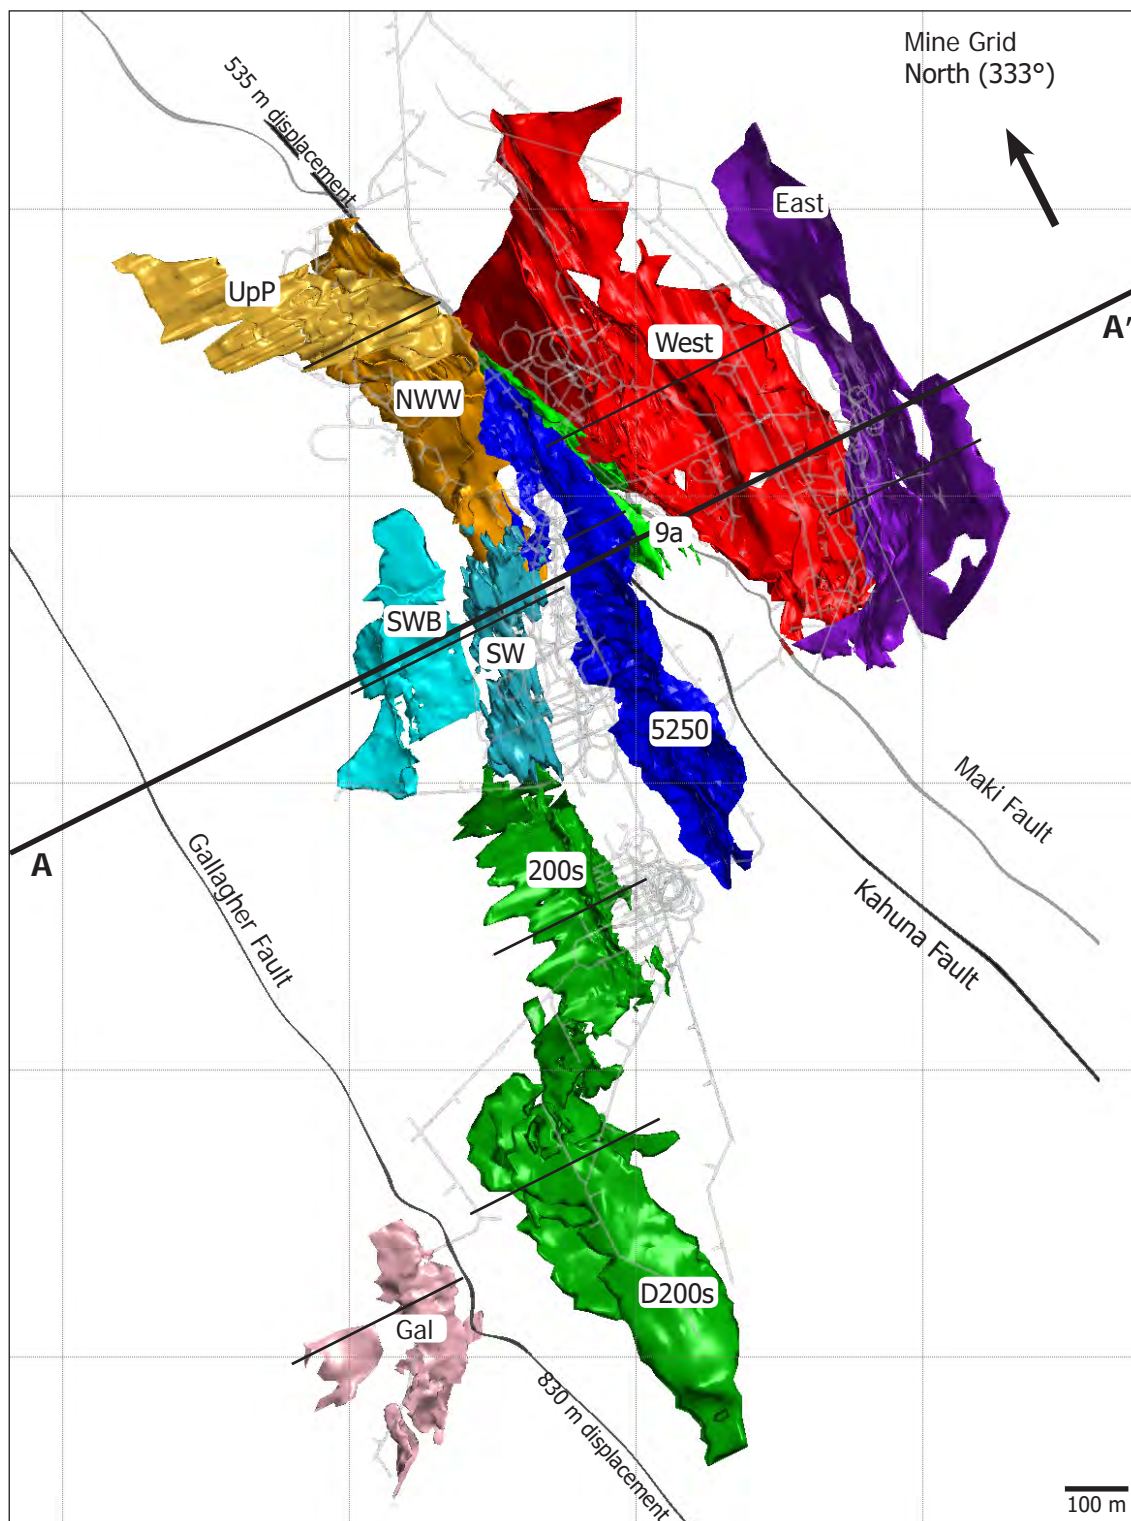 Mine Grid
North (333°)
535 m displacement
East
UpP
West
A'
NWW
9a
SWB
SW
5250
Maki Fault
A
Gallagher Fault
200s
Kahuna Fault
D200s
Gal
830 m displacement
100 m